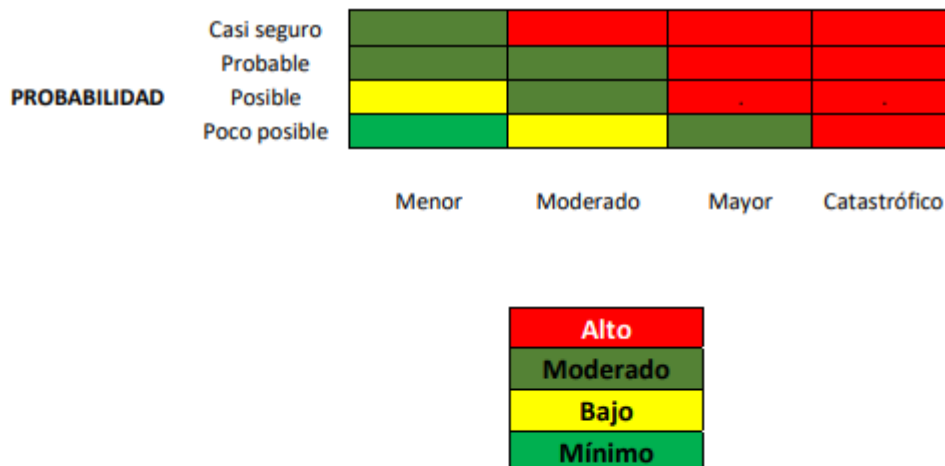 Casi seguro
Probable
PROBABILIDAD Posible
Poco posible
Menor Moderado Mayor Catastrófico
Alto
Moderado
Bajo
Mínimo